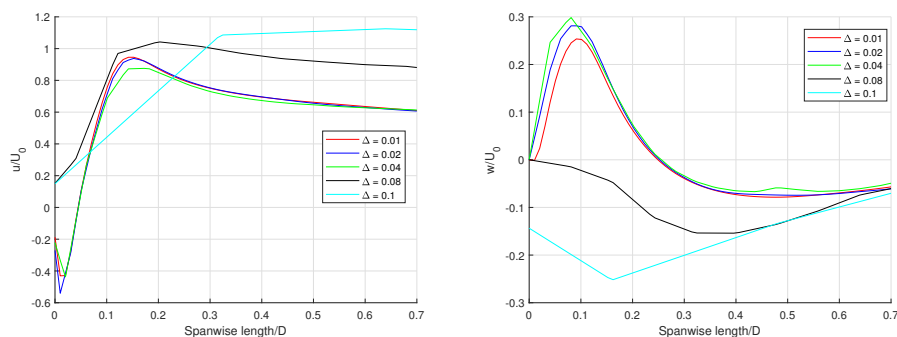 1.2
1
0.8
0.6
0.4
0.2
0
-0.2
-0.4
-0.6
u/U0
Δ = 0.01
Δ = 0.02
Δ = 0.04
Δ = 0.08
Δ = 0.1
0 0.1 0.2 0.3 0.4 0.5 0.6 0.7
Spanwise length/D
0.3
0.2
0.1
0
-0.1
-0.2
-0.3
w/U0
Δ = 0.01
Δ = 0.02
Δ = 0.04
Δ = 0.08
Δ = 0.1
0 0.1 0.2 0.3 0.4 0.5 0.6 0.7
Spanwise length/D